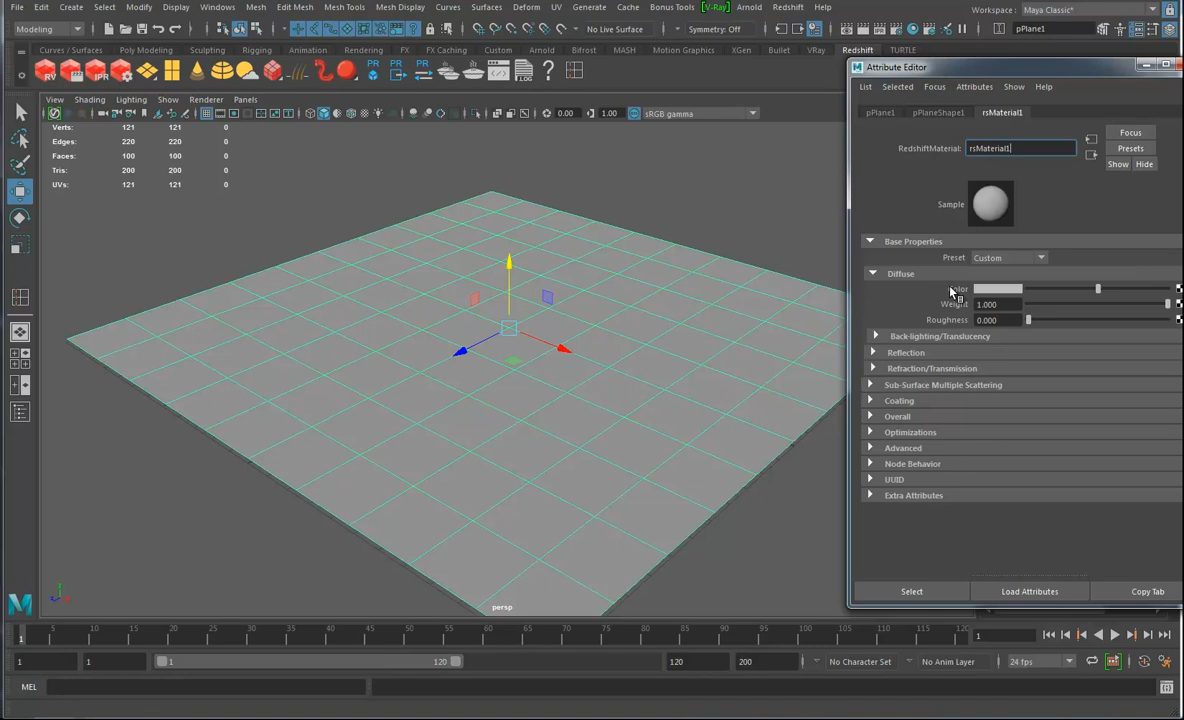 File Edit Create Select Modify Display Windows Mesh Edit Mesh Mesh Tools Mesh Display Curves Surfaces Deform UV Generate Cache Bonus Tools [V-Ray] Arnold Redshift Help
Workspace : Maya Classic*
Modeling
No Live Surface
Symmetry: Off
pPlane1
Curves / Surfaces Poly Modeling Sculpting Rigging Animation Rendering FX FX Caching Custom Arnold Bifrost MASH Motion Graphics XGen Bullet VRay Redshift TURTLE
RV IPR PR PR PR LOG
View Shading Lighting Show Renderer Panels
0.00 1.00 sRGB gamma
Verts: 121 121 0
Edges: 220 220 0
Faces: 100 100 0
Tris: 200 200 0
UVs: 121 121 0
persp
Attribute Editor
List Selected Focus Attributes Show Help
pPlane1 pPlaneShape1 rsMaterial1
RedshiftMaterial: rsMaterial1
Focus
Presets
Show Hide
Sample
Base Properties
Preset Custom
Diffuse
Color
Weight 1.000
Roughness 0.000
Back-lighting/Translucency
Reflection
Refraction/Transmission
Sub-Surface Multiple Scattering
Coating
Overall
Optimizations
Advanced
Node Behavior
UUID
Extra Attributes
Select Load Attributes Copy Tab
1 5 10 15 20 25 30 35 40 45 50 55 60 65 70 75 80 85 90 95 100 105 110 115 120
1
1 1 1 120 120 200 No Character Set No Anim Layer 24 fps
MEL